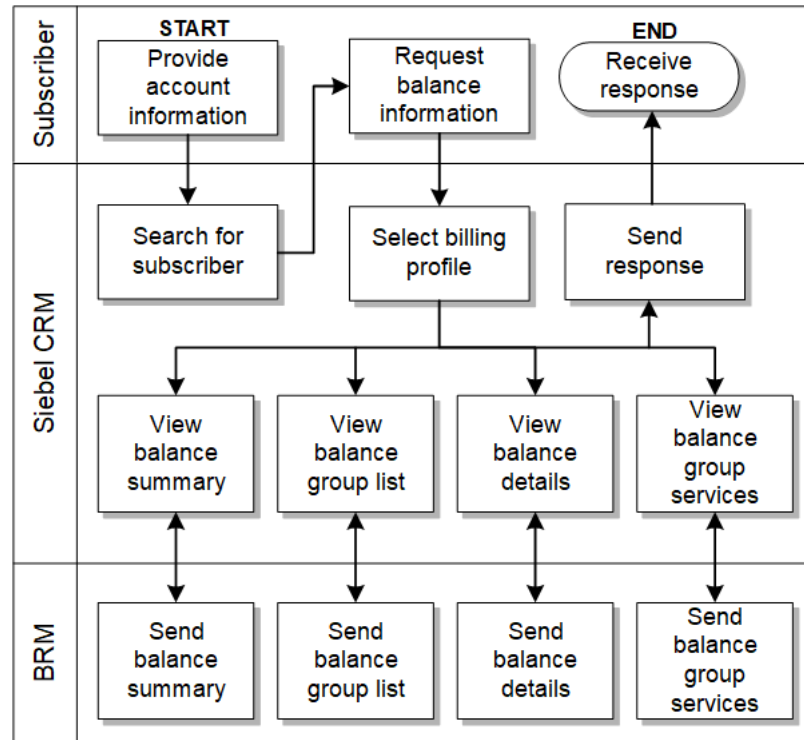 Subscriber
START
Provide
account
information
Request
balance
information
END
Receive
response
Siebel CRM
Search for
subscriber
Select billing
profile
Send
response
View
balance
summary
View
balance
group list
View
balance
details
View
balance
group
services
BRM
Send
balance
summary
Send
balance
group list
Send
balance
details
Send
balance
group
services